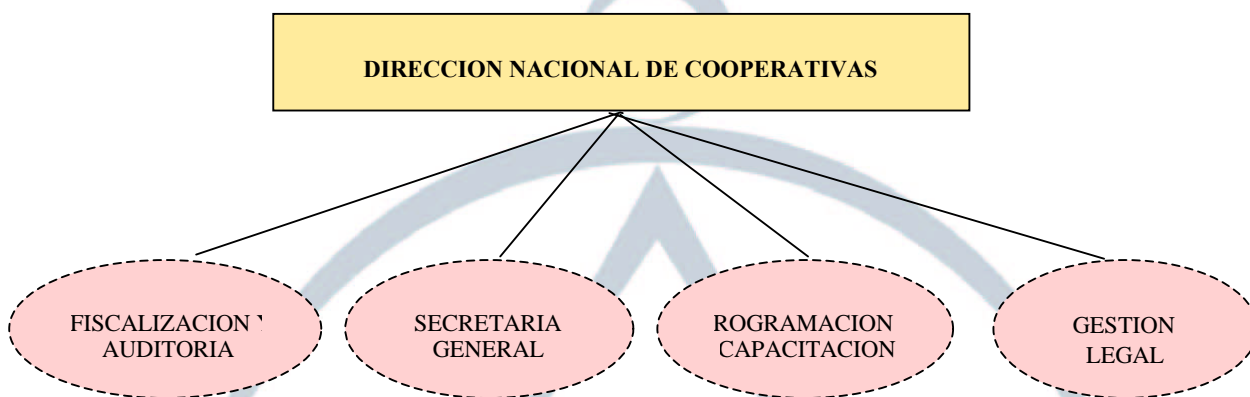 DIRECCION NACIONAL DE COOPERATIVAS
FISCALIZACION
AUDITORIA
SECRETARIA
GENERAL
ROGRAMACION
CAPACITACION
GESTION
LEGAL